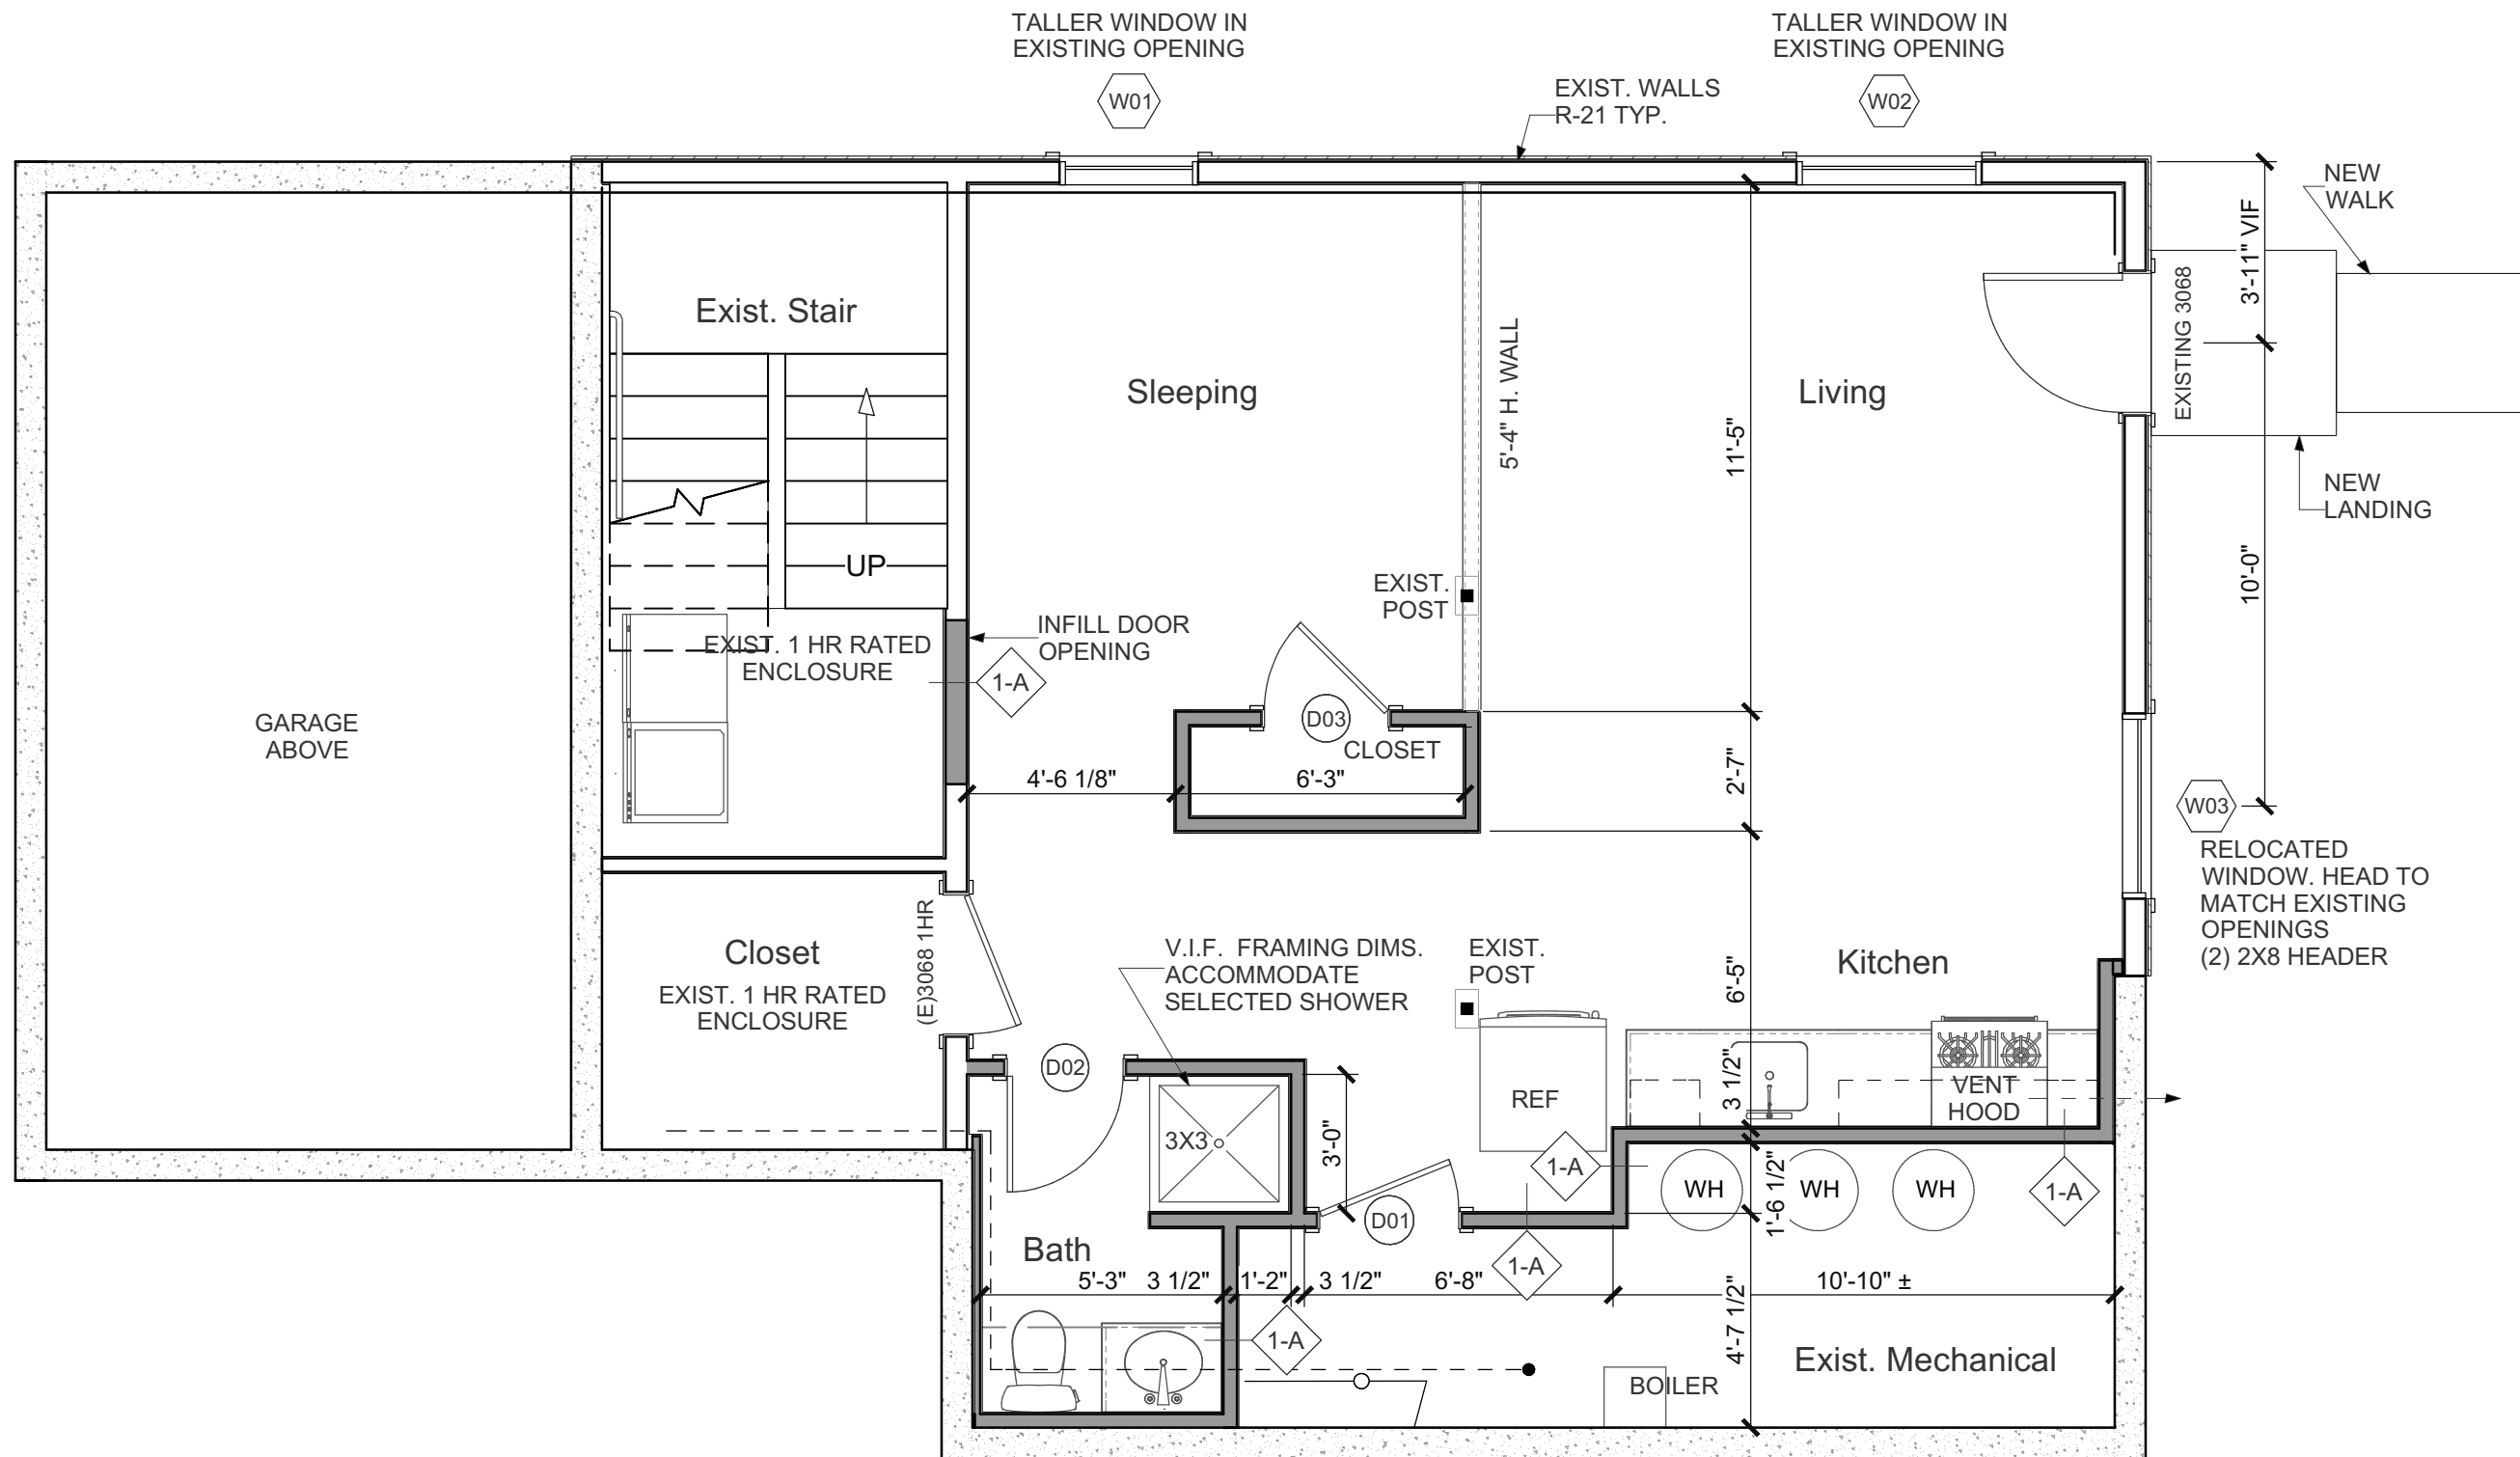 TALLER WINDOW IN
EXISTING OPENING
W01
TALLER WINDOW IN
EXISTING OPENING
W02
EXIST. WALLS
R-21 TYP.
NEW
WALK
3'-11" VIF
EXISTING 3068
Exist. Stair
Sleeping
5'-4" H. WALL
Living
11'-5"
NEW
LANDING
10'-0"
UP
EXIST.
POST
INFILL DOOR
OPENING
EXIST. 1 HR RATED
ENCLOSURE
1-A
GARAGE
ABOVE
D03
CLOSET
4'-6 1/8"
6'-3"
2'-7"
W03
RELOCATED
WINDOW. HEAD TO
MATCH EXISTING
OPENINGS
(2) 2X8 HEADER
Closet
EXIST. 1 HR RATED
ENCLOSURE
(E)3068 1HR
V.I.F. FRAMING DIMS.
ACCOMMODATE
SELECTED SHOWER
EXIST.
POST
Kitchen
6'-5"
D02
3X3
3'-0"
REF
3 1/2"
VENT
HOOD
1-A
WH
WH
WH
1-A
1'-6 1/2"
D01
Bath
1-A
5'-3"
3 1/2"
1'-2"
3 1/2"
6'-8"
10'-10" ±
1-A
4'-7 1/2"
BOILER
Exist. Mechanical